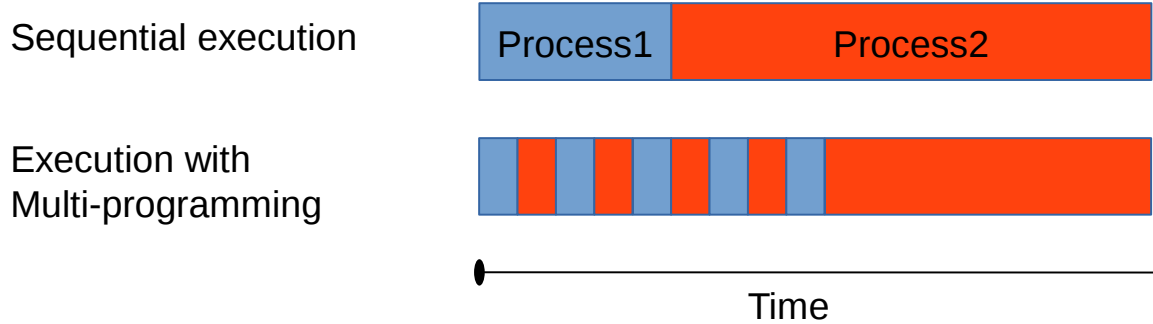 Sequential execution
Process1
Process2
Execution with
Multi-programming
Time